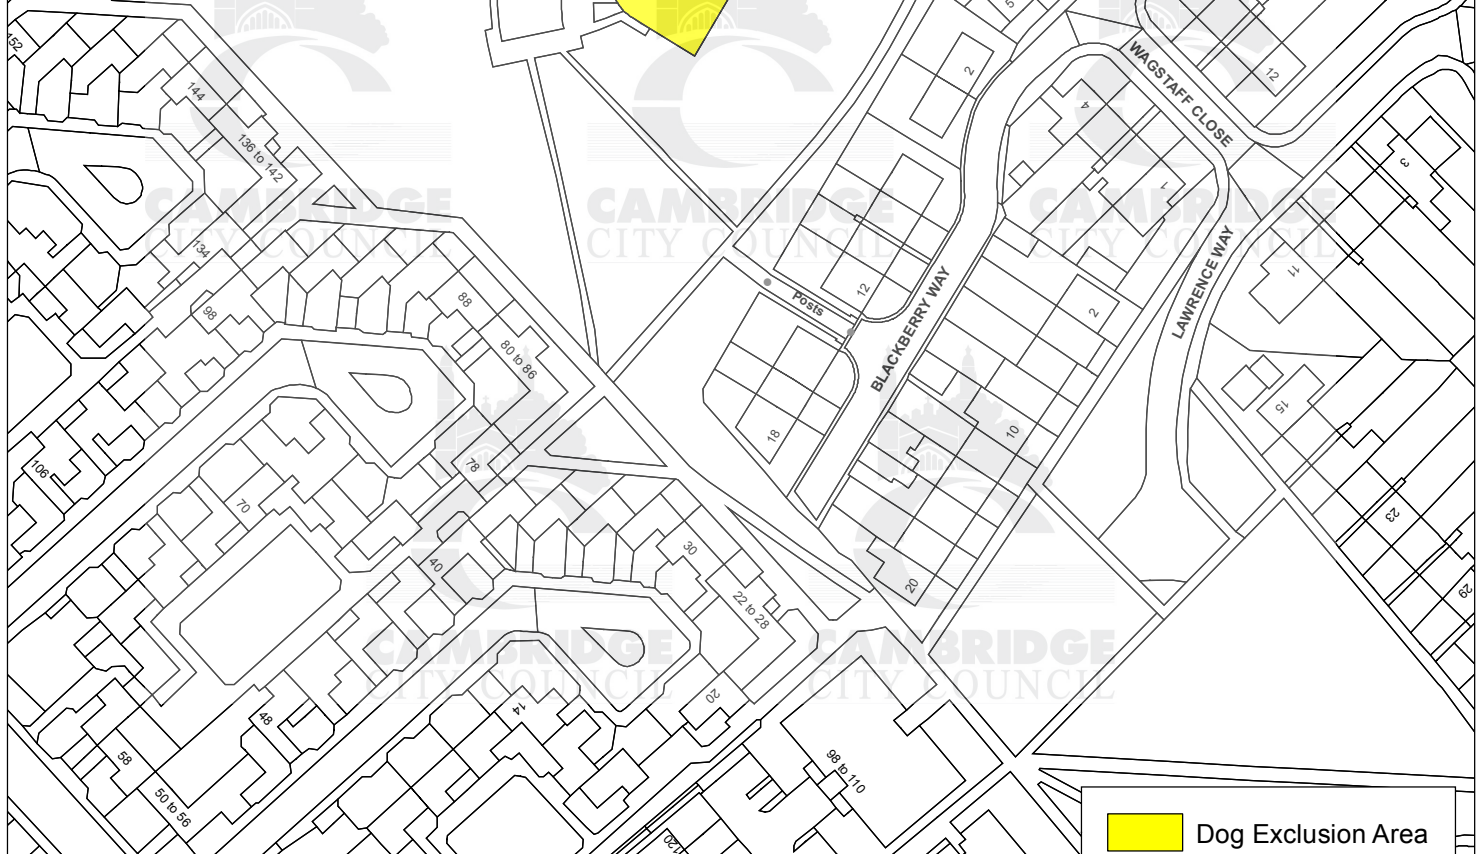 152
144
136 to 142
134
98
88
80 to 86
106
78
70
40
30
22 to 28
20
14
48
58
50 to 56
98 to 110
120
2
12
Posts
18
BLACKBERRY WAY
WAGSTAFF CLOSE
LAWRENCE WAY
4
1
2
10
20
12
3
11
15
23
29
CAMBRIDGE
CITY COUNCIL
CAMBRIDGE
CITY COUNCIL
CAMBRIDGE
CITY COUNCIL
CAMBRIDGE
CITY COUNCIL
CAMBRIDGE
CITY COUNCIL
Dog Exclusion Area